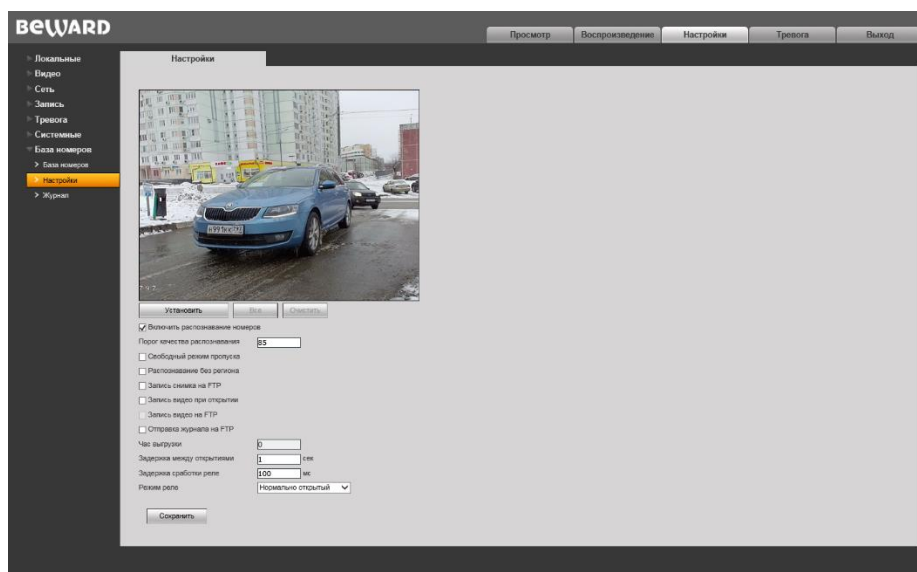 BEWARD
Просмотр
Воспроизведение
Настройки
Тревога
Выход
Локальные
Видео
Сеть
Запись
Тревога
Системные
База номеров
База номеров
Настройки
Журнал
Настройки
Установить
Все
Очистить
Включить распознавание номеров
Порог качества распознавания 85
Свободный режим пропуска
Распознавание без региона
Запись снимка на FTP
Запись видео при открытии
Запись видео на FTP
Отправка журнала на FTP
Час выгрузки 0
Задержка между открытиями 1 сек
Задержка сработки реле 100 мс
Режим реле Нормально открытый
Сохранить